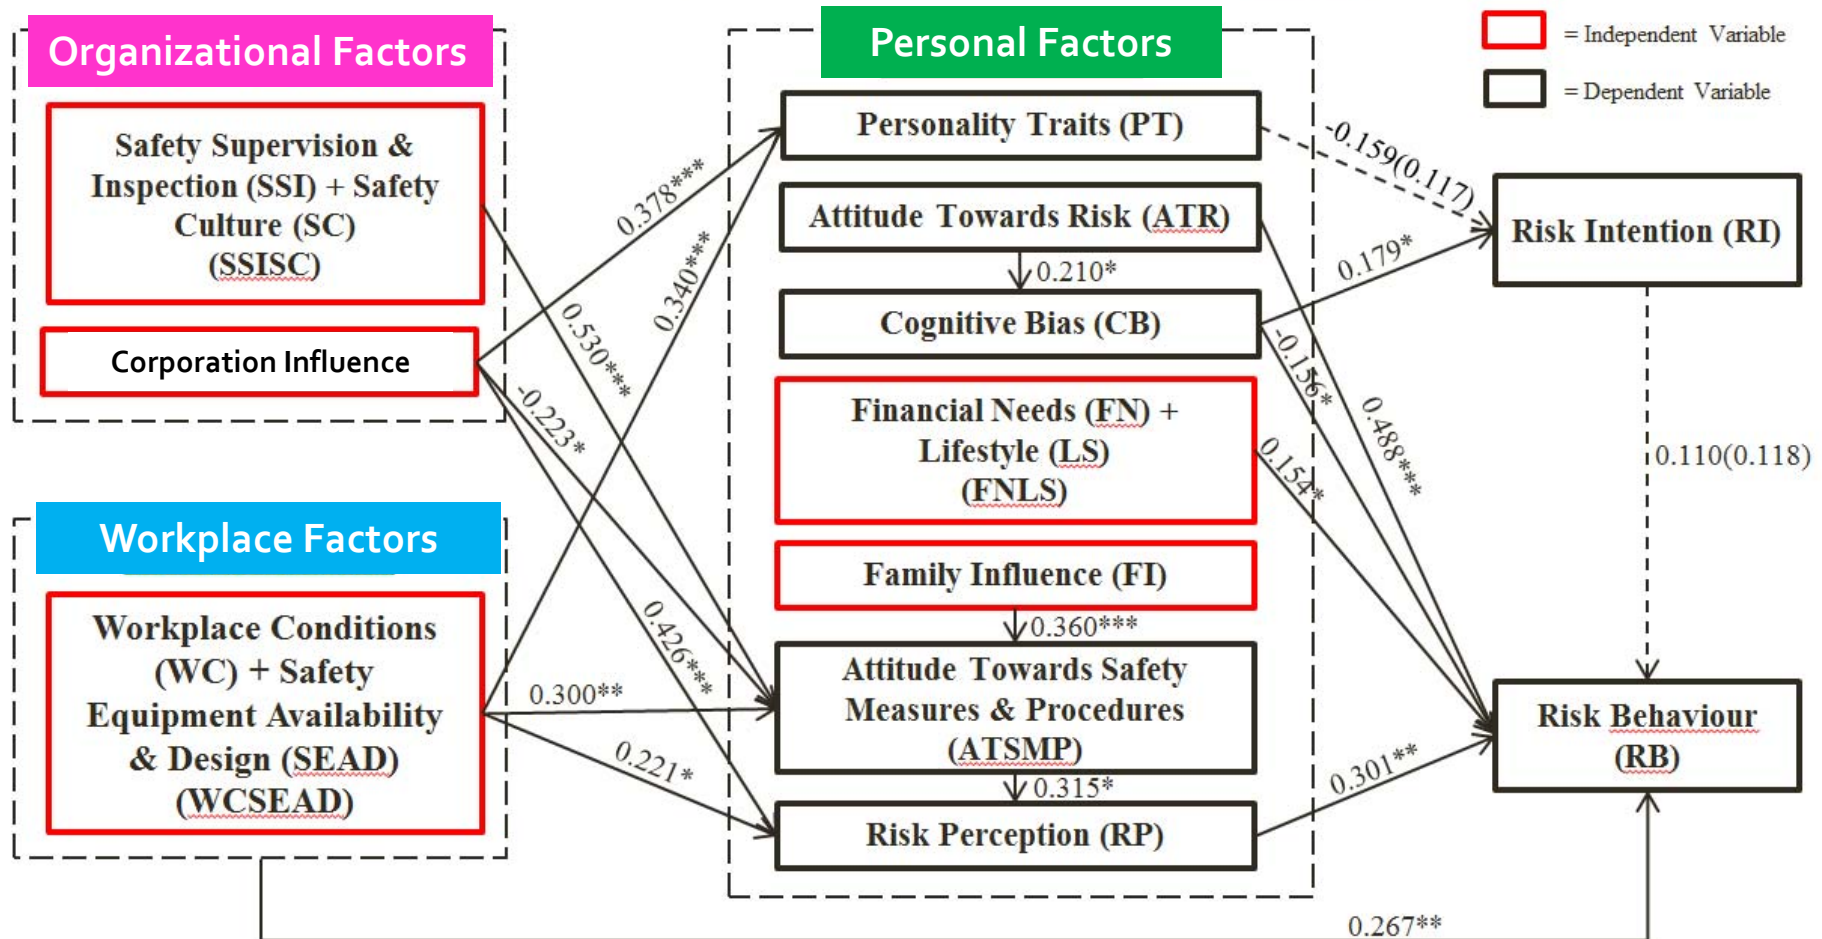 Organizational Factors
Safety Supervision &
Inspection (SSI) + Safety
Culture (SC)
(SSISC)
Corporation Influence
Workplace Factors
Workplace Conditions
(WC) + Safety
Equipment Availability
& Design (SEAD)
(WCSEAD)
0.378***
0.340***
0.530***
-0.223*
0.426***
0.300**
0.221*
Personal Factors
Personality Traits (PT)
Attitude Towards Risk (ATR)
0.210*
Cognitive Bias (CB)
Financial Needs (FN) +
Lifestyle (LS)
(FNLS)
Family Influence (FI)
0.360***
Attitude Towards Safety
Measures & Procedures
(ATSMP)
0.315*
Risk Perception (RP)
-0.159(0.117)
0.179*
-0.156*
0.488***
0.154*
0.301**
= Independent Variable
= Dependent Variable
Risk Intention (RI)
0.110(0.118)
Risk Behaviour
(RB)
0.267**